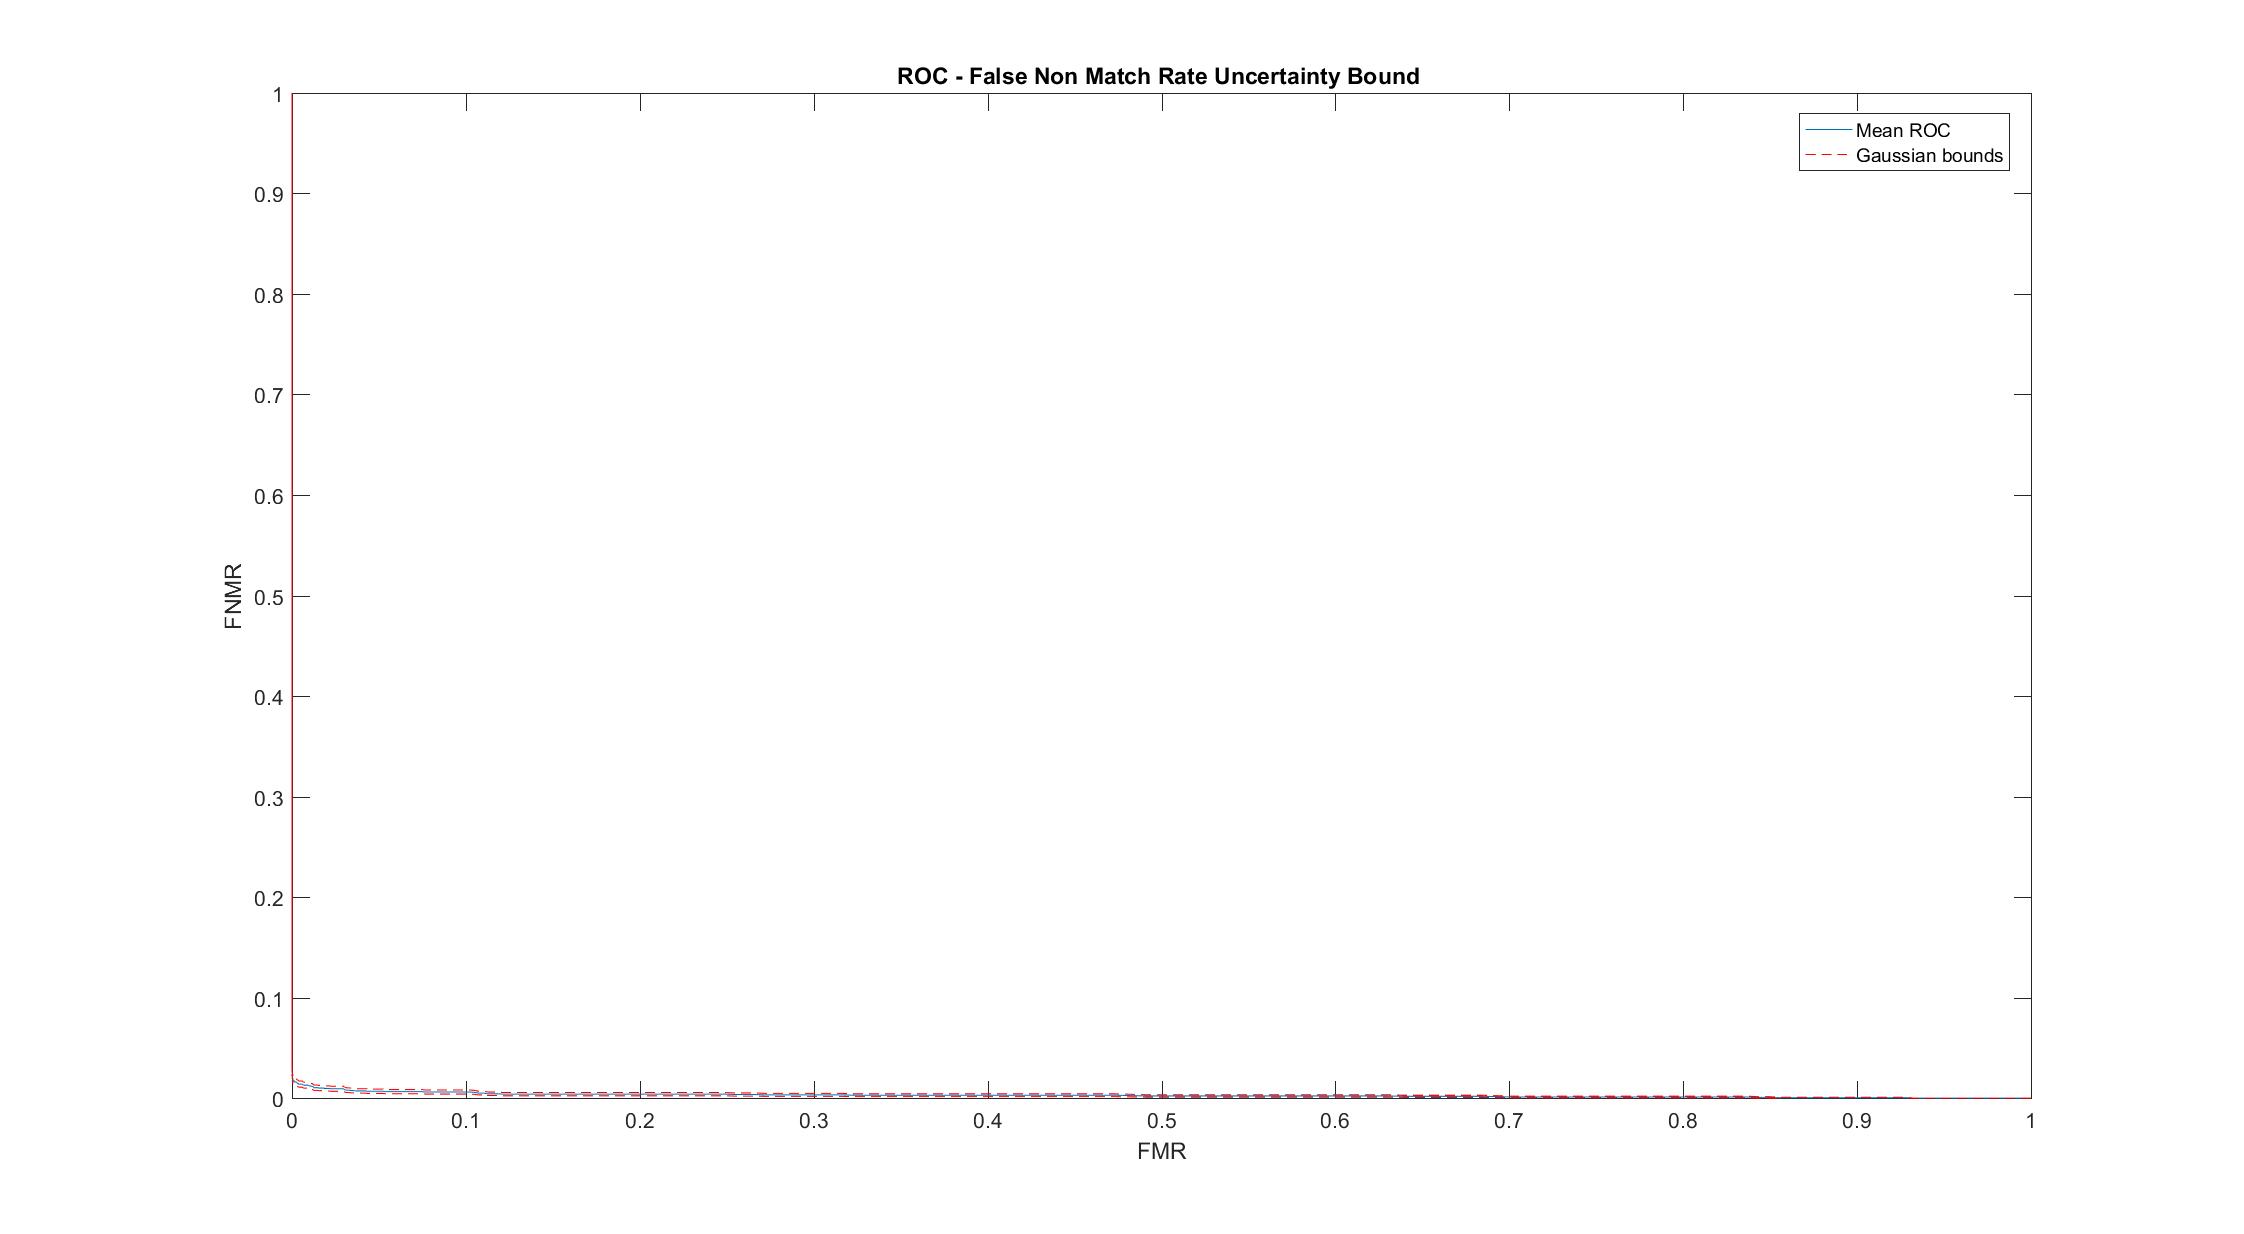 ROC - False Non Match Rate Uncertainty Bound
Mean ROC
Gaussian bounds
1
0.9
0.8
0.7
0.6
0.5
0.4
0.3
0.2
0.1
0
FNMR
0 0.1 0.2 0.3 0.4 0.5 0.6 0.7 0.8 0.9 1
FMR